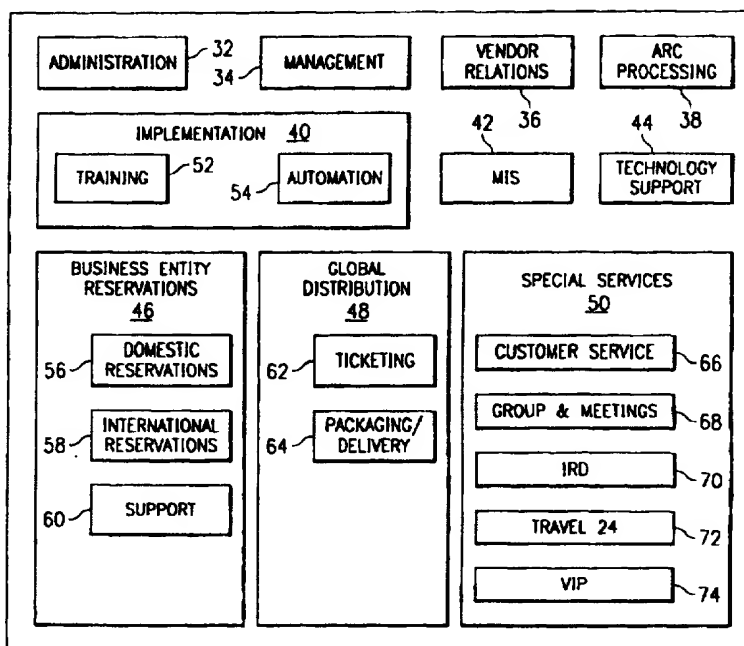 ADMINISTRATION
32
34
MANAGEMENT
VENDOR
RELATIONS
36
ARC
PROCESSING
38
IMPLEMENTATION 40
TRAINING
52
54
AUTOMATION
42
MIS
44
TECHNOLOGY
SUPPORT
BUSINESS ENTITY
RESERVATIONS
46
56
DOMESTIC
RESERVATIONS
58
INTERNATIONAL
RESERVATIONS
60
SUPPORT
GLOBAL
DISTRIBUTION
48
62
TICKETING
64
PACKAGING/
DELIVERY
SPECIAL SERVICES
50
CUSTOMER SERVICE
66
GROUP & MEETINGS
68
IRD
70
TRAVEL 24
72
VIP
74